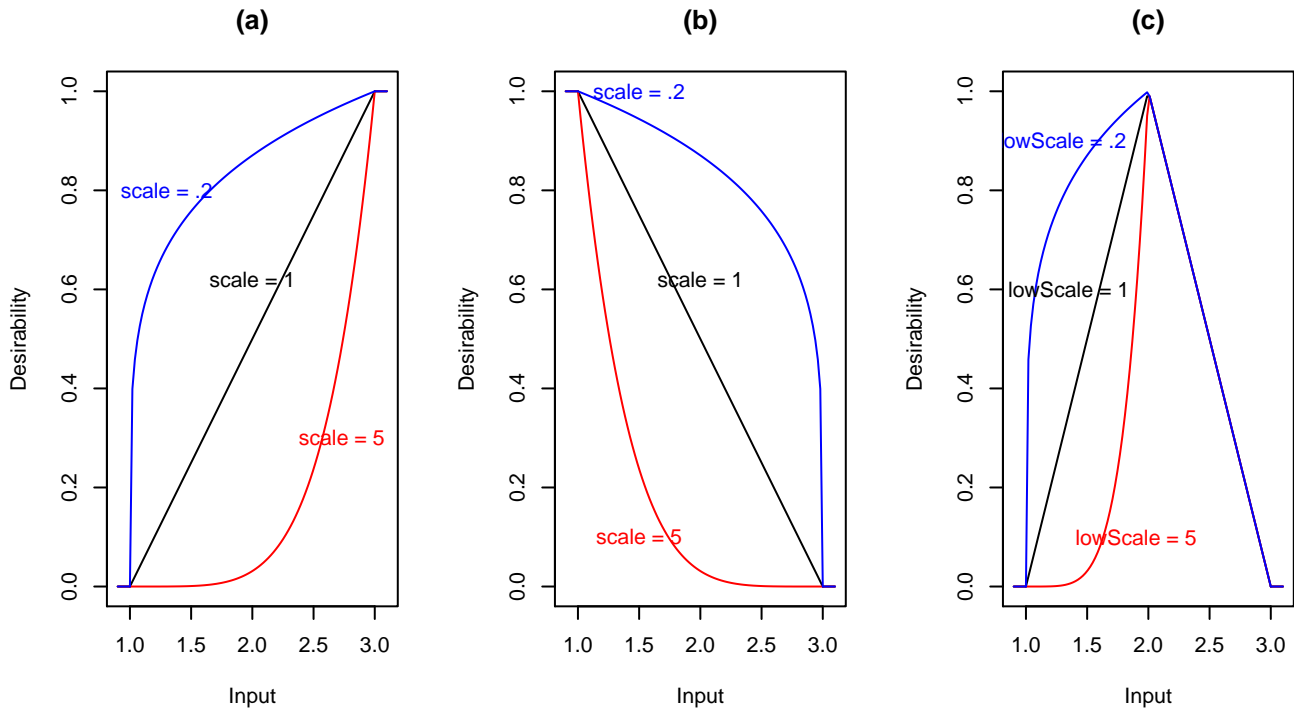 (a)
Desirability
1.0
0.8
0.6
0.4
0.2
0.0
scale = .2
scale = 1
scale = 5
1.0 1.5 2.0 2.5 3.0
Input
(b)
Desirability
1.0
0.8
0.6
0.4
0.2
0.0
scale = .2
scale = 1
scale = 5
1.0 1.5 2.0 2.5 3.0
Input
(c)
Desirability
1.0
0.8
0.6
0.4
0.2
0.0
owScale = .2
lowScale = 1
lowScale = 5
1.0 1.5 2.0 2.5 3.0
Input